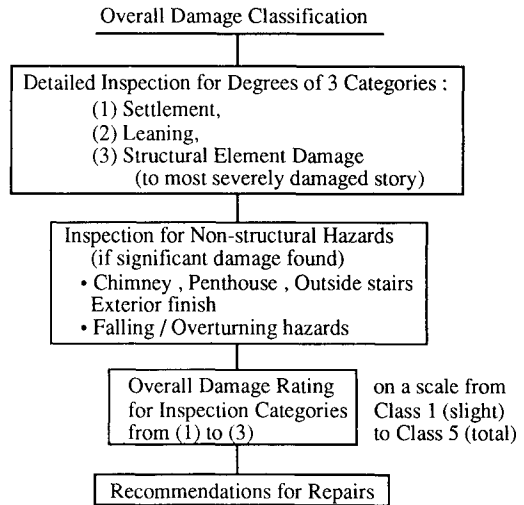 Overall Damage Classification
Detailed Inspection for Degrees of 3 Categories :
(1) Settlement,
(2) Leaning,
(3) Structural Element Damage
(to most severely damaged story)
Inspection for Non-structural Hazards
(if significant damage found)
• Chimney , Penthouse , Outside stairs
Exterior finish
• Falling / Overturning hazards
Overall Damage Rating
for Inspection Categories
from (1) to (3)
on a scale from
Class 1 (slight)
to Class 5 (total)
Recommendations for Repairs